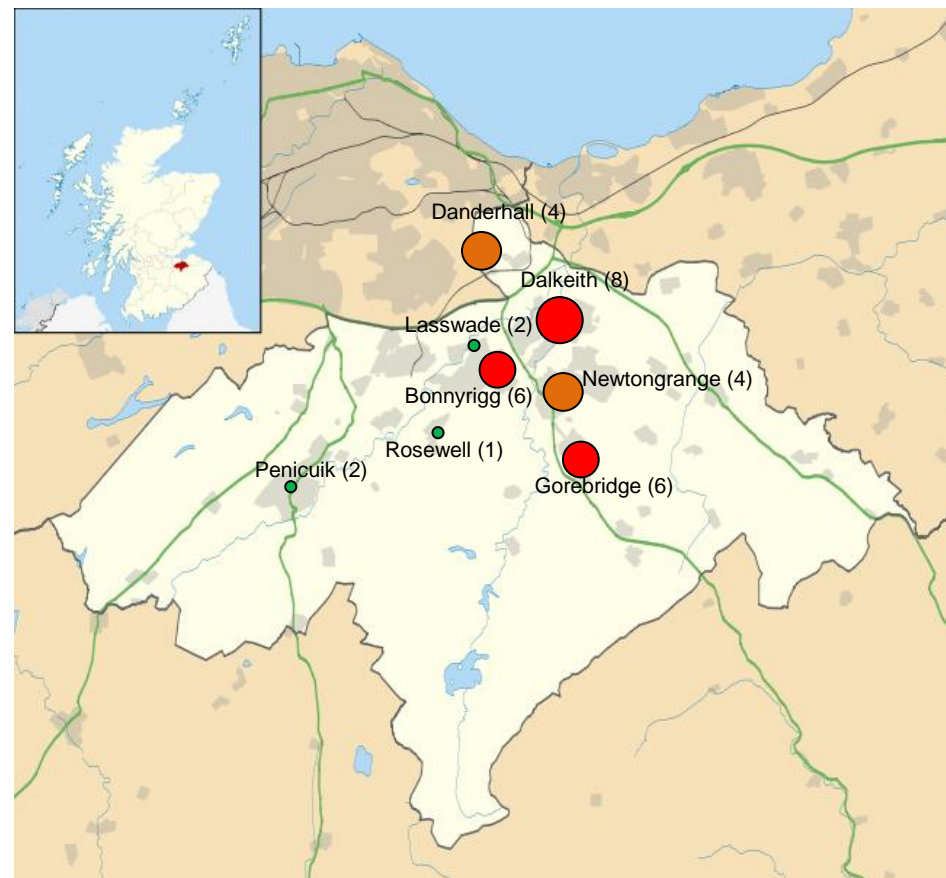 Danderhall (4)
Dalkeith (8)
Lasswade (2)
Newtongrange (4)
Bonnyrigg (6)
Rosewell (1)
Penicuik (2)
Gorebridge (6)